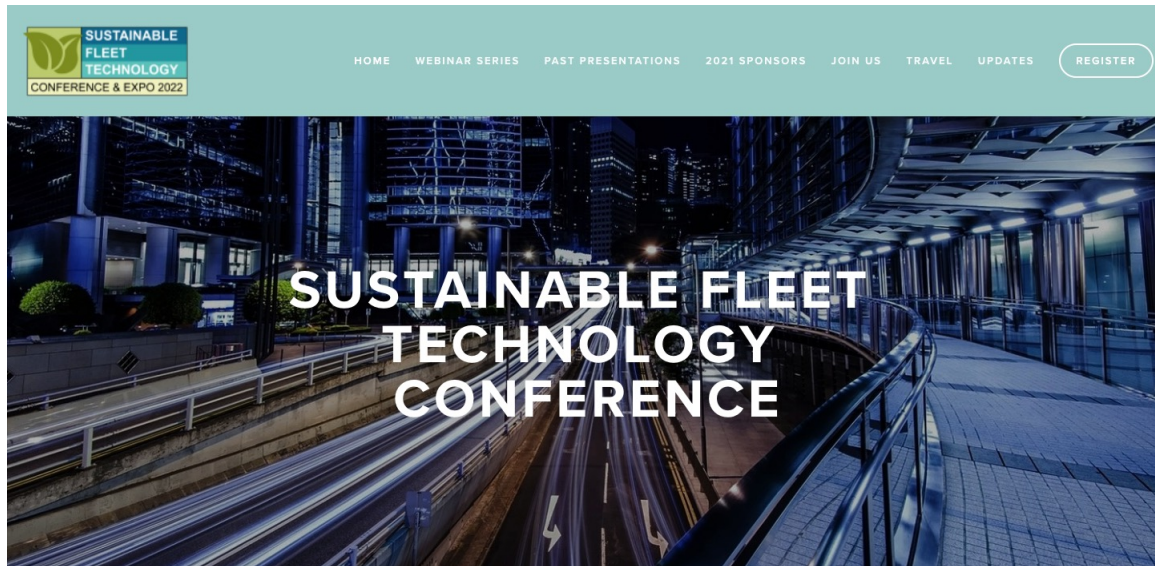 SUSTAINABLE
FLEET
TECHNOLOGY
CONFERENCE & EXPO 2022
HOME WEBINAR SERIES PAST PRESENTATIONS 2021 SPONSORS JOIN US TRAVEL UPDATES REGISTER
SUSTAINABLE FLEET
TECHNOLOGY
CONFERENCE